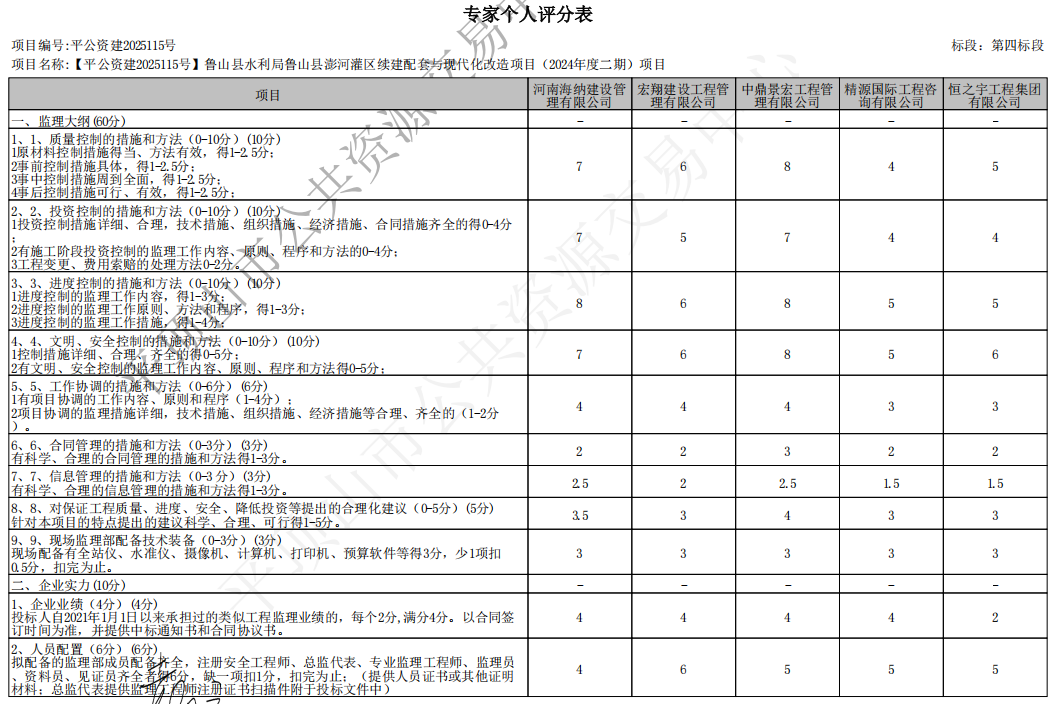 专家个人评分表
项目编号:平公资建2025115号
标段: 第四标段
项目名称:【平公资建2025115号】鲁山县水利局鲁山县澎河灌区续建配套与现代化改造项目（2024年度二期）项目
项目
河南海纳建设管理有限公司
宏翔建设工程管理有限公司
中鼎景宏工程管理有限公司
精源国际工程咨询有限公司
恒之宇工程集团有限公司
一、监理大纲(60分) – – – – –
1、1、质量控制的措施和方法（0-10分）(10分)
1原材料控制措施得当、方法有效，得1-2.5分；
2事前控制措施具体，得1-2.5分；
3事中控制措施周到全面，得1-2.5分；
4事后控制措施可行、有效，得1-2.5分；
7 6 8 4 5
2、2、投资控制的措施和方法（0-10分）(10分)
1投资控制措施详细、合理，技术措施、组织措施、经济措施、合同措施齐全的得0-4分
；
2有施工阶段投资控制的监理工作内容、原则、程序和方法的0-4分；
3工程变更、费用索赔的处理方法0-2分。
7 5 7 4 4
3、3、进度控制的措施和方法（0-10分）(10分)
1进度控制的监理工作内容，得1-3分；
2进度控制的监理工作原则、方法和程序，得1-3分；
3进度控制的监理工作措施，得1-4分；
8 6 8 5 5
4、4、文明、安全控制的措施和方法（0-10分）(10分)
1控制措施详细、合理、齐全的得0-5分；
2有文明、安全控制的监理工作内容、原则、程序和方法得0-5分；
7 6 8 5 6
5、5、工作协调的措施和方法（0-6分）(6分)
1有项目协调的工作内容、原则和程序（1-4分）；
2项目协调的监理措施详细，技术措施、组织措施、经济措施等合理、齐全的（1-2分
）。
4 4 4 3 3
6、6、合同管理的措施和方法（0-3分）(3分)
有科学、合理的合同管理的措施和方法得1-3分。
2 2 3 2 2
7、7、信息管理的措施和方法（0-3分）(3分)
有科学、合理的信息管理的措施和方法得1-3分。
2.5 2 2.5 1.5 1.5
8、8、对保证工程质量、进度、安全、降低投资等提出的合理化建议（0-5分）(5分)
针对本项目的特点提出的建议科学、合理、可行得1-5分。
3.5 3 4 3 3
9、9、现场监理部配备技术装备（0-3分）(3分)
现场配备有全站仪、水准仪、摄像机、计算机、打印机、预算软件等得3分，少1项扣
0.5分，扣完为止。
3 3 3 3 3
二、企业实力(10分) – – – – –
1、企业业绩（4分）(4分)
投标人自2021年1月1日以来承担过的类似工程监理业绩的，每个2分,满分4分。以合同签
订时间为准，并提供中标通知书和合同协议书。
4 4 4 4 2
2、人员配置（6分）(6分)
拟配备的监理部成员配备齐全，注册安全工程师、总监代表、专业监理工程师、监理员
、资料员、见证员齐全者得6分，缺一项扣1分，扣完为止；（提供人员证书或其他证明
材料；总监代表提供监理工程师注册证书扫描件附于投标文件中）
4 6 5 5 5
平顶山市公共资源交易中心
平顶山市公共资源交易中心